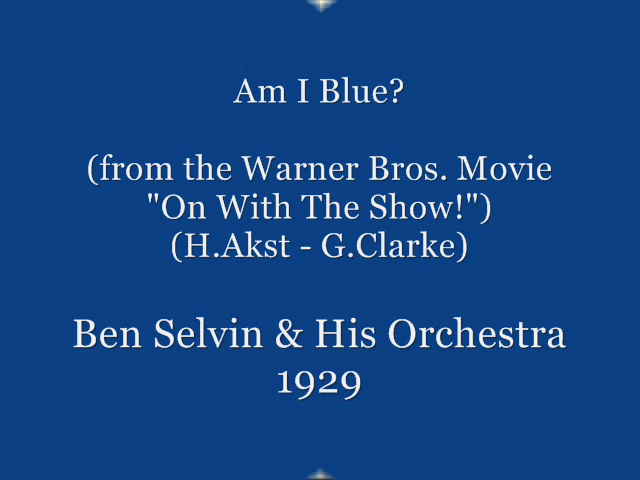 Am I Blue?
(from the Warner Bros. Movie
"On With The Show!")
(H.Akst - G.Clarke)
Ben Selvin & His Orchestra
1929